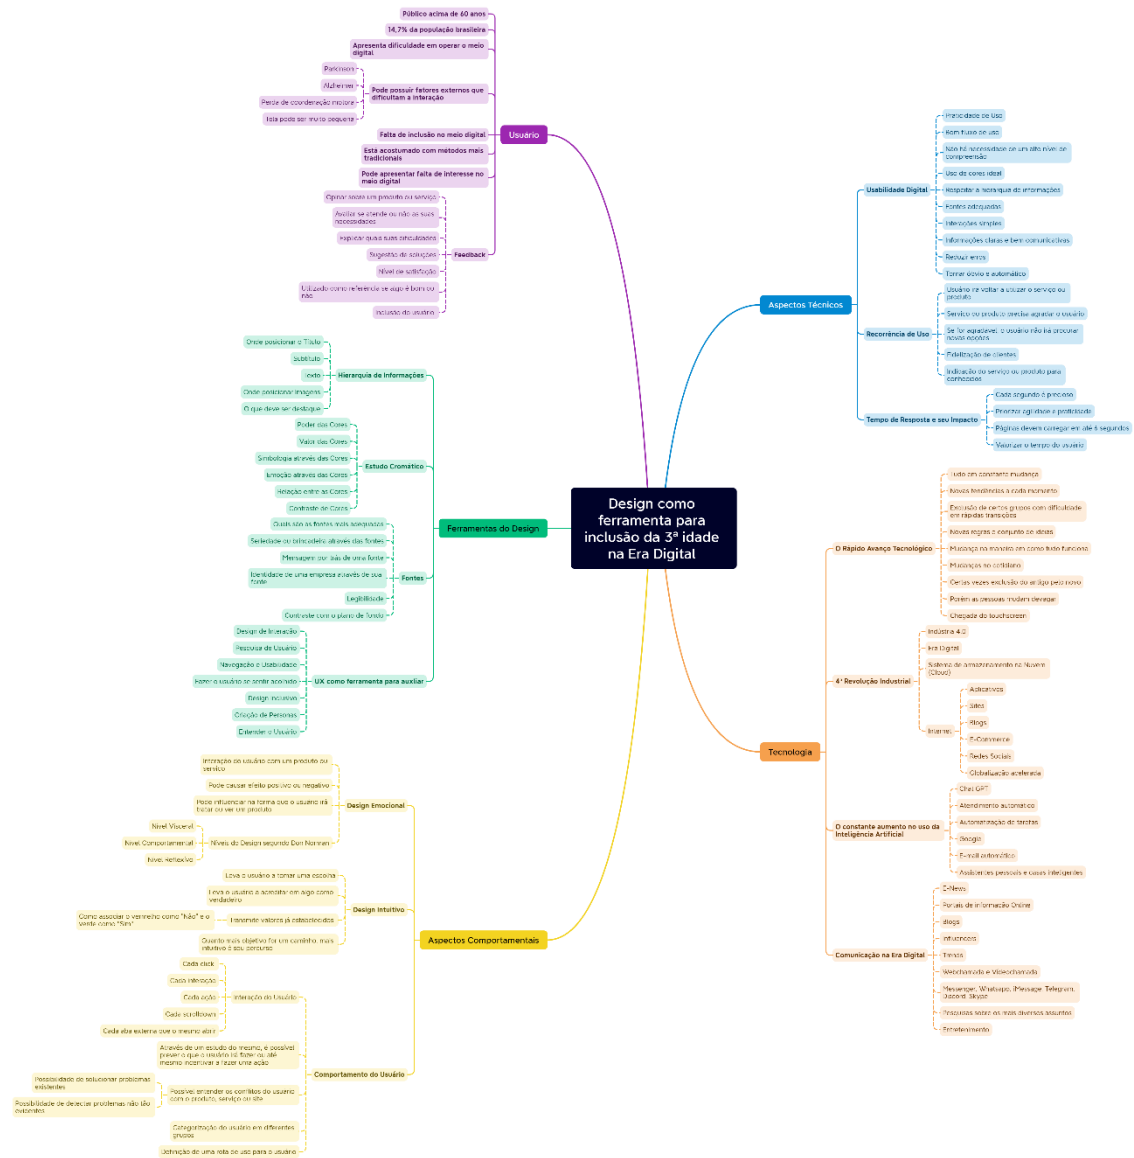 Público acima de 60 anos
14,7% da população brasileira
Apresenta dificuldade em operar o meio
digital
Parkinson
Alzheimer
Perda de coordenação motora
Tela pode ser muito pequena
Pode possuir fatores externos que
dificultam a interação
Falta de inclusão no meio digital
Está acostumado com métodos mais
tradicionais
Pode apresentar falta de interesse no
meio digital
Opinar sobre um produto ou serviço
Avaliar se atende ou não as suas
necessidades
Explicar quais suas dificuldades
Sugestão de soluções
Nível de satisfação
Utilizado como referência se algo é bom ou
não
Inclusão do usuário
Feedback
Usuário
Onde posicionar o Título
Subtítulo
Texto
Onde posicionar Imagens
O que deve ser destaque
Hierarquia de Informações
Poder das Cores
Valor das Cores
Simbologia através das Cores
Emoção através das Cores
Relação entre as Cores
Contraste de Cores
Estudo Cromático
Quais são as fontes mais adequadas
Seriedade ou brincadeira através das fontes
Mensagem por trás de uma fonte
Identidade de uma empresa através de sua
fonte
Legibilidade
Contraste com o plano de fundo
Fontes
Design de Interação
Pesquisa de Usuário
Navegação e Usabilidade
Fazer o usuário se sentir acolhido
Design Inclusivo
Criação de Personas
Entender o Usuário
UX como ferramenta para auxliar
Ferramentas do Design
Interação do usuário com um produto ou
serviço
Pode causar efeito positivo ou negativo
Pode influenciar na forma que o usuário irá
tratar ou ver um produto
Nível Visceral
Nível Comportamental
Nível Reflexivo
Níveis do Design segundo Don Norman
Design Emocional
Leva o usuário a tomar uma escolha
Leva o usuário a acreditar em algo como
verdadeiro
Como associar o vermelho como "Não" e o
verde como "Sim"
Transmite valores já estabelecidos
Quanto mais objetivo for um caminho, mais
intuitivo é seu percurso
Design Intuitivo
Cada click
Cada interação
Cada ação
Cada scrolldown
Cada aba externa que o mesmo abrir
Interação do Usuário
Através de um estudo do mesmo, é possível
prever o que o usuário irá fazer ou até
mesmo incentivar a fazer uma ação
Possibilidade de solucionar problemas
existentes
Possibilidade de detectar problemas não tão
evidentes
Possível entender os conflitos do usuário
com o produto, serviço ou site
Categorização do usuário em diferentes
grupos
Definição de uma rota de uso para o usuário
Comportamento do Usuário
Aspectos Comportamentais
Design como
ferramenta para
inclusão da 3ª idade
na Era Digital
Aspectos Técnicos
Usabilidade Digital
Praticidade de Uso
Bom fluxo de uso
Não há necessidade de um alto nível de
compreensão
Uso de cores ideal
Respeitar a hierarquia de informações
Fontes adequadas
Interações simples
Informações claras e bem comunicativas
Reduzir erros
Tornar óbvio e automático
Recorrência de Uso
Usuário irá voltar a utilizar o serviço ou
produto
Serviço ou produto precisa agradar o usuário
Se for agradável, o usuário não irá procurar
novas opções
Fidelização de clientes
Indicação do serviço ou produto para
conhecidos
Tempo de Resposta e seu Impacto
Cada segundo é precioso
Priorizar agilidade e praticidade
Páginas devem carregar em até 6 segundos
Valorizar o tempo do usuário
Tecnologia
O Rápido Avanço Tecnológico
Tudo em constante mudança
Novas tendências a cada momento
Exclusão de certos grupos com dificuldade
em rápidas transições
Novas regras e conjunto de ideias
Mudança na maneira em como tudo funciona
Mudanças no cotidiano
Certas vezes exclusão do antigo pelo novo
Porém as pessoas mudam devagar
Chegada do touchscreen
4ª Revolução Industrial
Indústria 4.0
Era Digital
Sistema de armazenamento na Nuvem
(Cloud)
Internet
Aplicativos
Sites
Blogs
E-Commerce
Redes Sociais
Globalização acelerada
O constante aumento no uso da
Inteligência Artificial
Chat GPT
Atendimento automático
Automatização de tarefas
Google
E-mail automático
Assistentes pessoais e casas inteligentes
Comunicação na Era Digital
E-News
Portais de informação Online
Blogs
Influencers
Trends
Webchamada e Videochamada
Messenger, Whatsapp, iMessage, Telegram,
Discord, Skype
Pesquisas sobre os mais diversos assuntos
Entretenimento